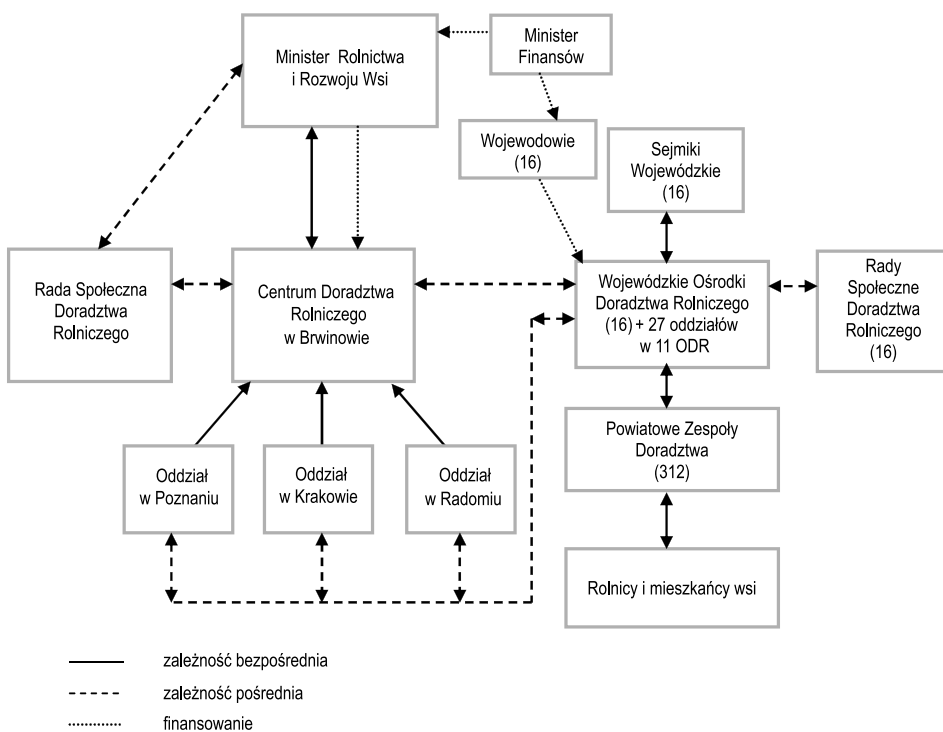 Minister Rolnictwa
i Rozwoju Wsi
Minister
Finansów
Wojewodowie
(16)
Sejmiki
Wojewódzkie
(16)
Rada Społeczna
Doradztwa
Rolniczego
Centrum Doradztwa
Rolniczego
w Brwinowie
Wojewódzkie Ośrodki
Doradztwa Rolniczego
(16) + 27 oddziałów
w 11 ODR
Rady
Społeczne
Doradztwa
Rolniczego
(16)
Oddział
w Poznaniu
Oddział
w Krakowie
Oddział
w Radomiu
Powiatowe Zespoły
Doradztwa
(312)
Rolnicy i mieszkańcy wsi
zależność bezpośrednia
zależność pośrednia
finansowanie